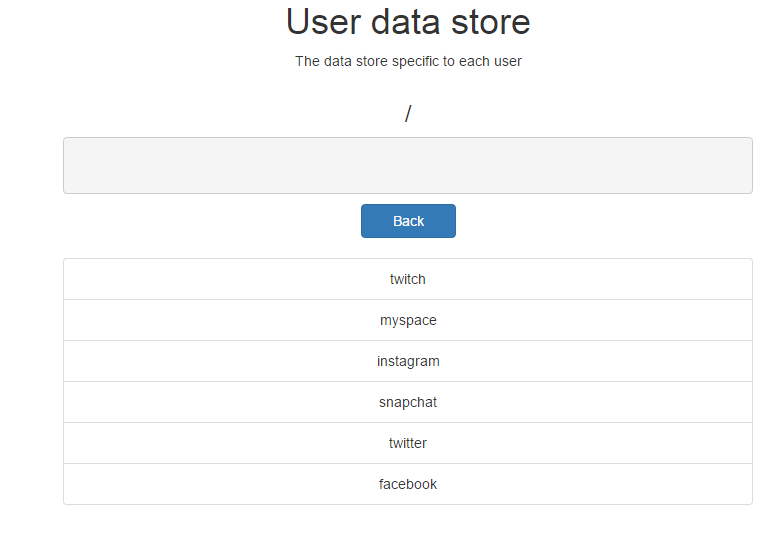 User data store
The data store specific to each user
/
Back
twitch
myspace
instagram
snapchat
twitter
facebook